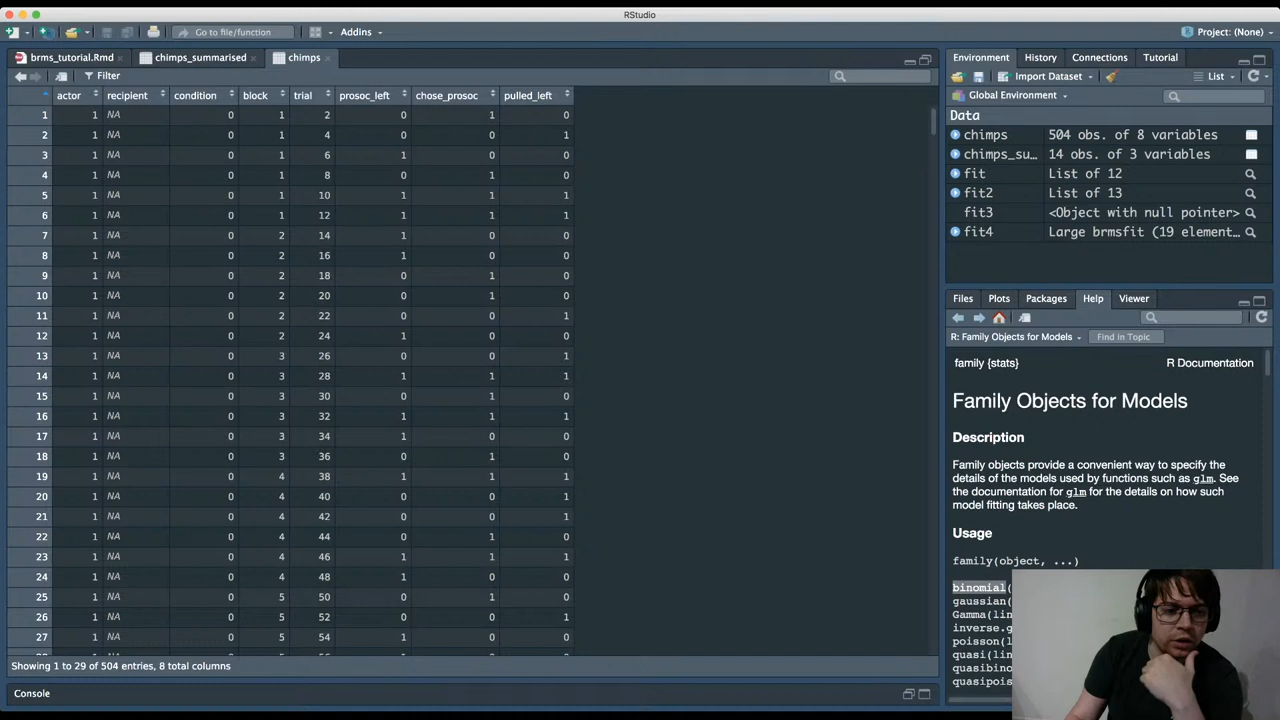 RStudio
Go to file/function
Addins
Project: (None)
brms_tutorial.Rmd
chimps_summarised
chimps
Filter
actor recipient condition block trial prosoc_left chose_prosoc pulled_left
1 1 NA 0 1 2 0 1 0
2 1 NA 0 1 4 0 0 1
3 1 NA 0 1 6 1 0 0
4 1 NA 0 1 8 0 1 0
5 1 NA 0 1 10 1 1 1
6 1 NA 0 1 12 1 1 1
7 1 NA 0 2 14 1 0 0
8 1 NA 0 2 16 1 0 0
9 1 NA 0 2 18 0 1 0
10 1 NA 0 2 20 0 1 0
11 1 NA 0 2 22 0 0 1
12 1 NA 0 2 24 1 0 0
13 1 NA 0 3 26 0 0 1
14 1 NA 0 3 28 1 1 1
15 1 NA 0 3 30 0 1 0
16 1 NA 0 3 32 1 1 1
17 1 NA 0 3 34 1 0 0
18 1 NA 0 3 36 0 1 0
19 1 NA 0 4 38 1 1 1
20 1 NA 0 4 40 0 0 1
21 1 NA 0 4 42 0 0 1
22 1 NA 0 4 44 0 1 0
23 1 NA 0 4 46 1 1 1
24 1 NA 0 4 48 1 0 0
25 1 NA 0 5 50 0 1 0
26 1 NA 0 5 52 0 0 1
27 1 NA 0 5 54 1 0 0
Showing 1 to 29 of 504 entries, 8 total columns
Console
Environment History Connections Tutorial
Import Dataset List
Global Environment
Data
chimps 504 obs. of 8 variables
chimps_su… 14 obs. of 3 variables
fit List of 12
fit2 List of 13
fit3 <Object with null pointer>
fit4 Large brmsfit (19 element…
Files Plots Packages Help Viewer
R: Family Objects for Models Find in Topic
family {stats} R Documentation
Family Objects for Models
Description
Family objects provide a convenient way to specify the
details of the models used by functions such as glm. See
the documentation for glm for the details on how such
model fitting takes place.
Usage
family(object, ...)
binomial(
gaussian(
Gamma(lin
inverse.g
poisson(l
quasi(lin
quasibino
quasipois